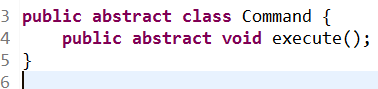 3 public abstract class Command {
4     public abstract void execute();
5 }
6